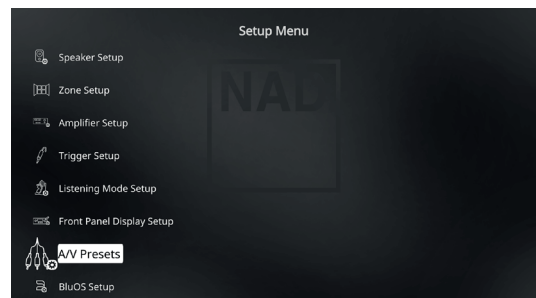 Setup Menu
Speaker Setup
NAD
Zone Setup
Amplifier Setup
Trigger Setup
Listening Mode Setup
Front Panel Display Setup
A/V Presets
BluOS Setup